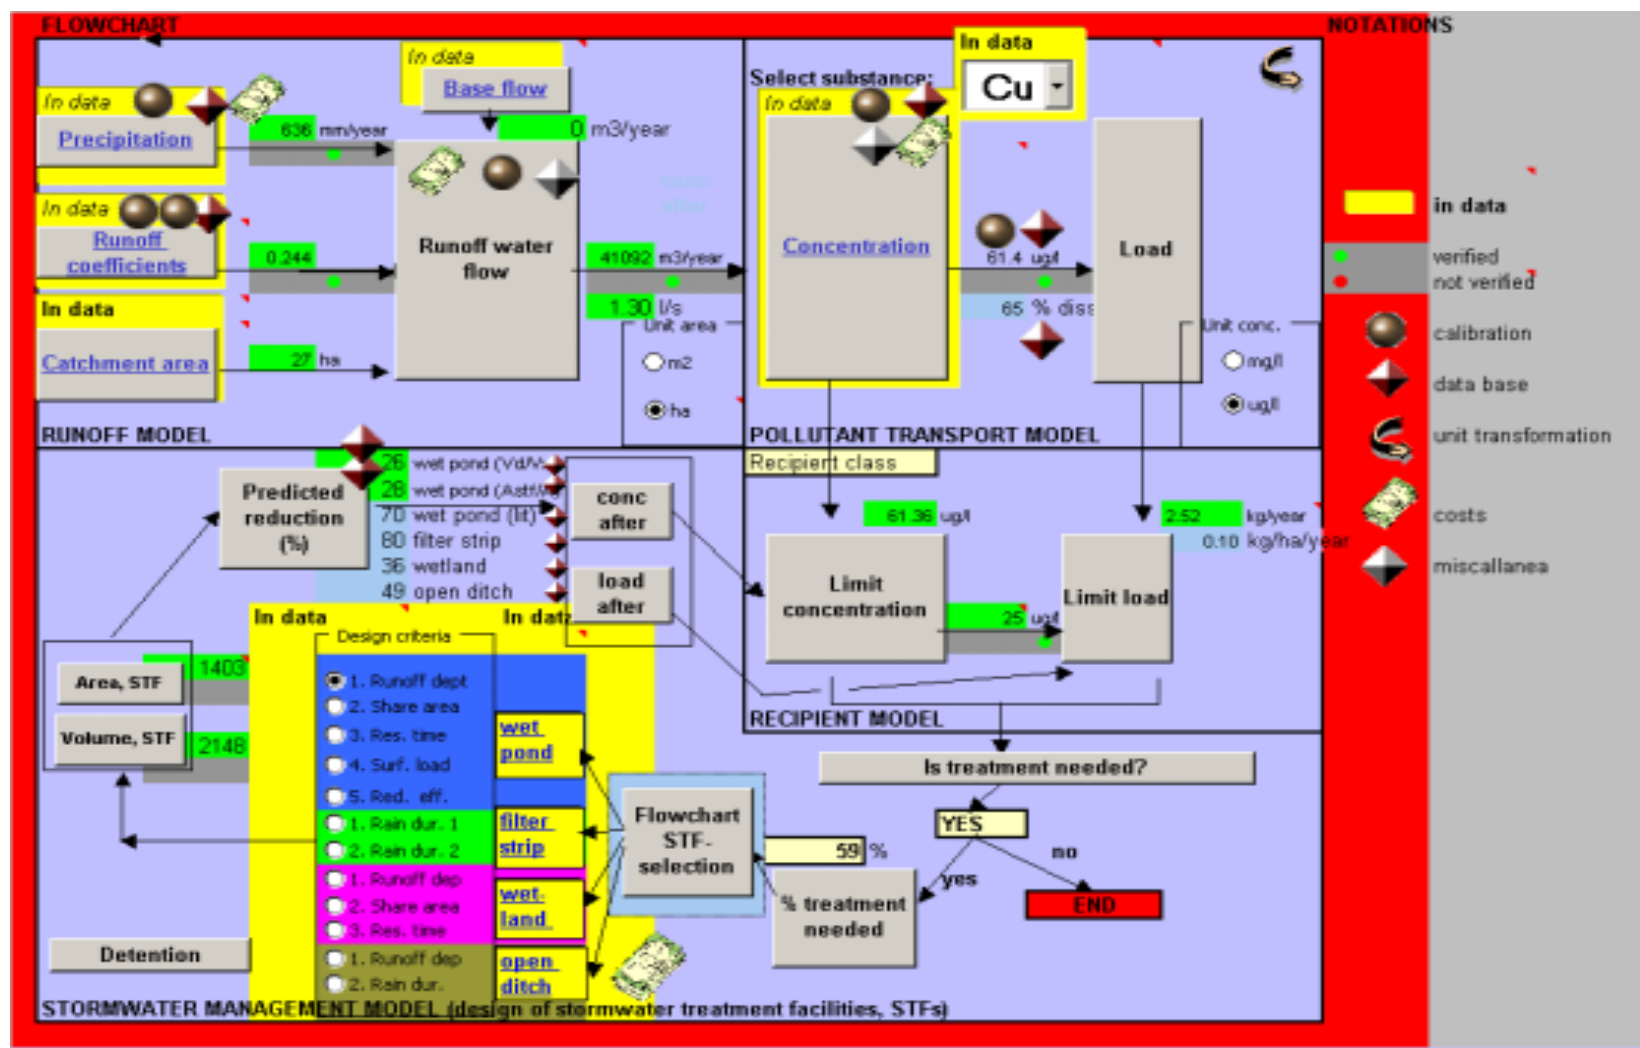 FLOWCHART
NOTATIONS
In data
Base flow
0 m3/year
In data
Precipitation
636 mm/year
In data
Runoff
coefficients
0.244
In data
Catchment area
27 ha
Runoff water
flow
41092 m3/year
1.30 l/s
Unit area
m2
ha
RUNOFF MODEL
In data
Cu
Select substance:
In data
Concentration
61.4 ug/l
65 % diss
Load
Unit conc.
mg/l
ug/l
POLLUTANT TRANSPORT MODEL
in data
verified
not verified
calibration
data base
unit transformation
costs
miscallanea
Recipient class
61.36 ug/l
2.52 kg/year
0.10 kg/ha/year
Limit
concentration
25 ug/l
Limit load
RECIPIENT MODEL
Predicted
reduction
(%)
26 wet pond (Vd/V
28 wet pond (Ast/
70 wet pond (lit)
80 filter strip
36 wetland
49 open ditch
conc
after
load
after
In data
In data
Design criteria
Area, STF
1403
Volume, STF
2148
1. Runoff dept
2. Share area
3. Res. time
4. Surf. load
5. Red. eff.
1. Rain dur. 1
2. Rain dur. 2
1. Runoff dep
2. Share area
3. Res. time
1. Runoff dep
2. Rain dur.
wet
pond
filter
strip
wet-
land
open
ditch
Flowchart
STF-
selection
59 %
% treatment
needed
Is treatment needed?
YES
no
yes
END
Detention
STORMWATER MANAGEMENT MODEL (design of stormwater treatment facilities, STFs)